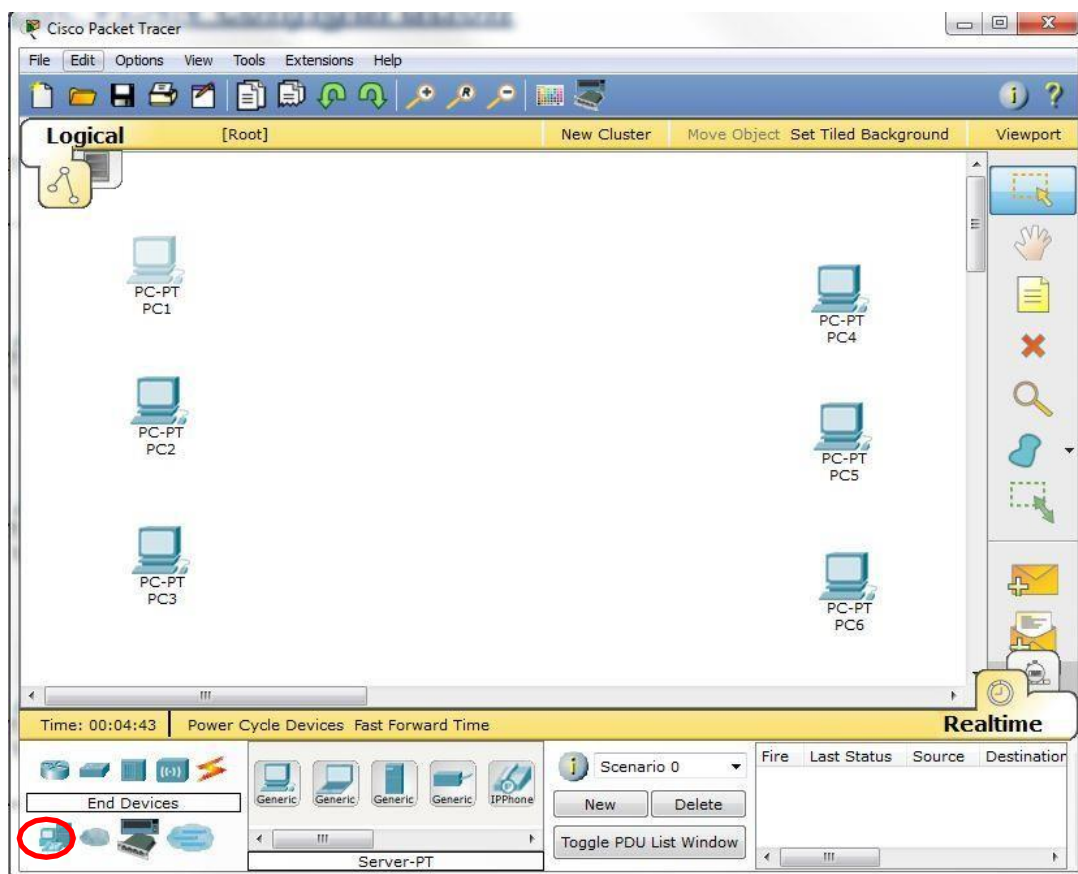 Cisco Packet Tracer
File Edit Options View Tools Extensions Help
Logical [Root] New Cluster Move Object Set Tiled Background Viewport
PC-PT
PC1
PC-PT
PC2
PC-PT
PC3
PC-PT
PC4
PC-PT
PC5
PC-PT
PC6
Time: 00:04:43 Power Cycle Devices Fast Forward Time Realtime
End Devices
Generic Generic Generic Generic IPPhone
Server-PT
Scenario 0
New Delete
Toggle PDU List Window
Fire Last Status Source Destination